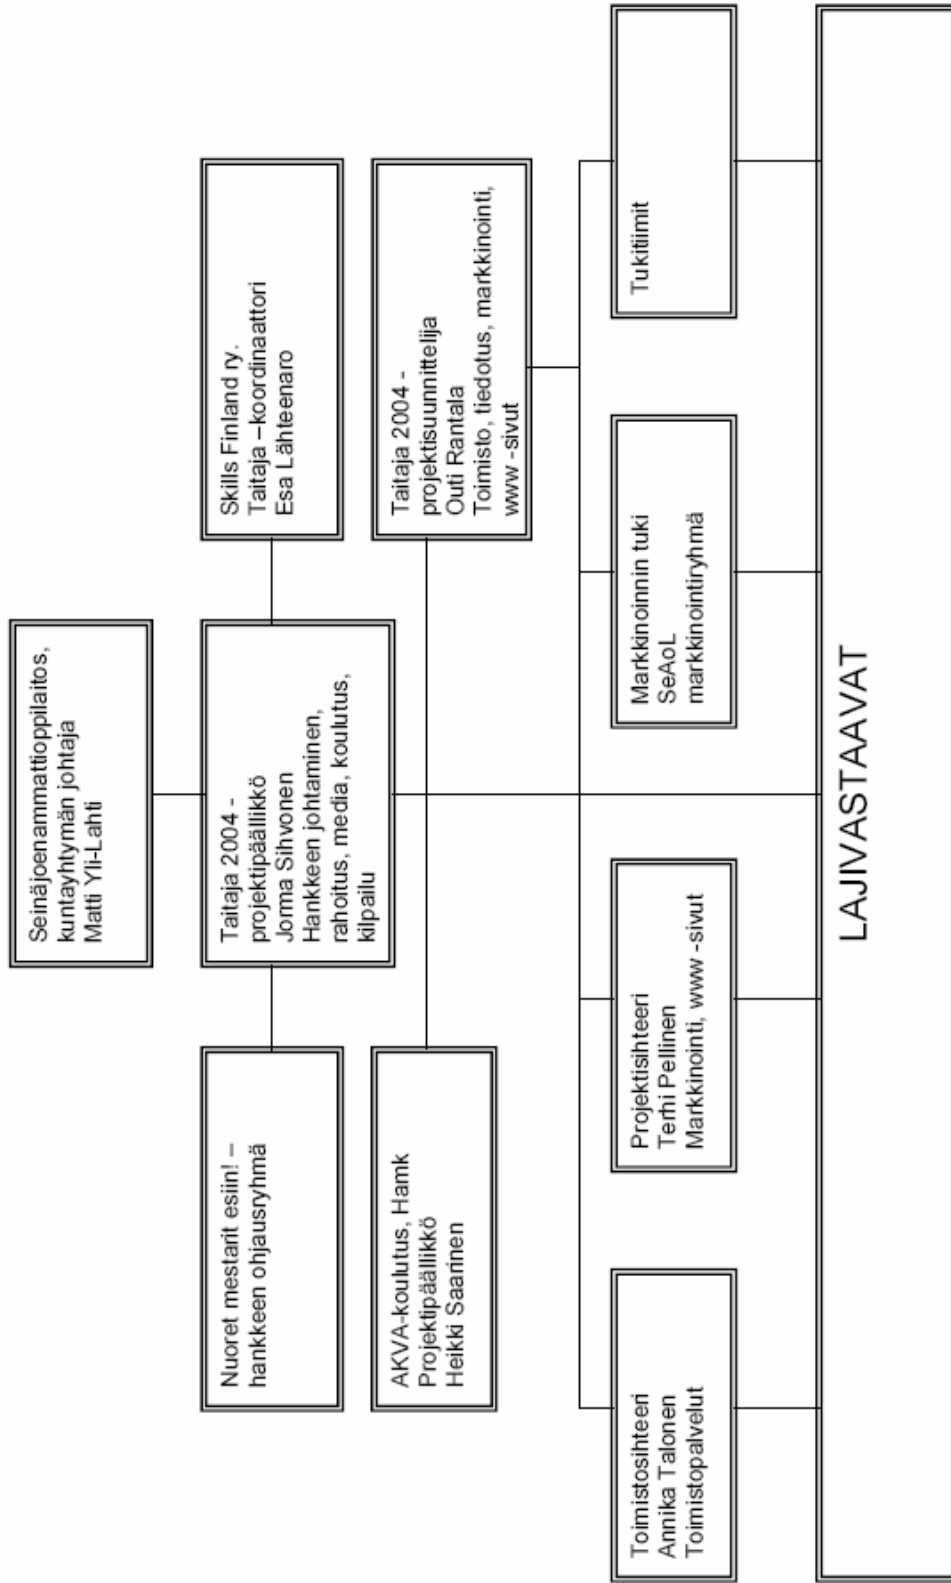 Seinäjoenammattioppilaitos,
kuntayhtymän johtaja
Matti Yli-Lahti
Nuoret mestarit esiin! –
hankkeen ohjausryhmä
Taitaja 2004 -
projektipäällikkö
Jorma Sihvonen
Hankkeen johtaminen,
rahoitus, media, koulutus,
kilpailu
Skills Finland ry.
Taitaja –koordinaattori
Esa Lähteenaro
AKVA-koulutus, Hamk
Projektipäällikkö
Heikki Saarinen
Taitaja 2004 -
projektisuunnittelija
Outi Rantala
Toimisto, tiedotus, markkinointi,
www -sivut
Toimistosihteeri
Annika Talonen
Toimistopalvelut
Projektisihteeri
Terhi Pellinen
Markkinointi, www -sivut
Markkinoinnin tuki
SeAoL
markkinointiryhmä
Tukitiimit
LAJIVASTAAVAT